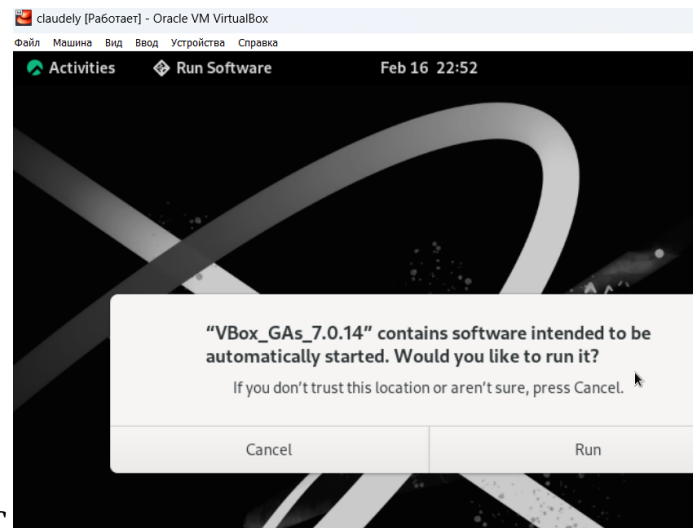 claudely [Работает] - Oracle VM VirtualBox
Файл Машина Вид Ввод Устройства Справка
Activities Run Software Feb 16 22:52
“VBox_GAs_7.0.14” contains software intended to be
automatically started. Would you like to run it?
If you don’t trust this location or aren’t sure, press Cancel.
Cancel Run